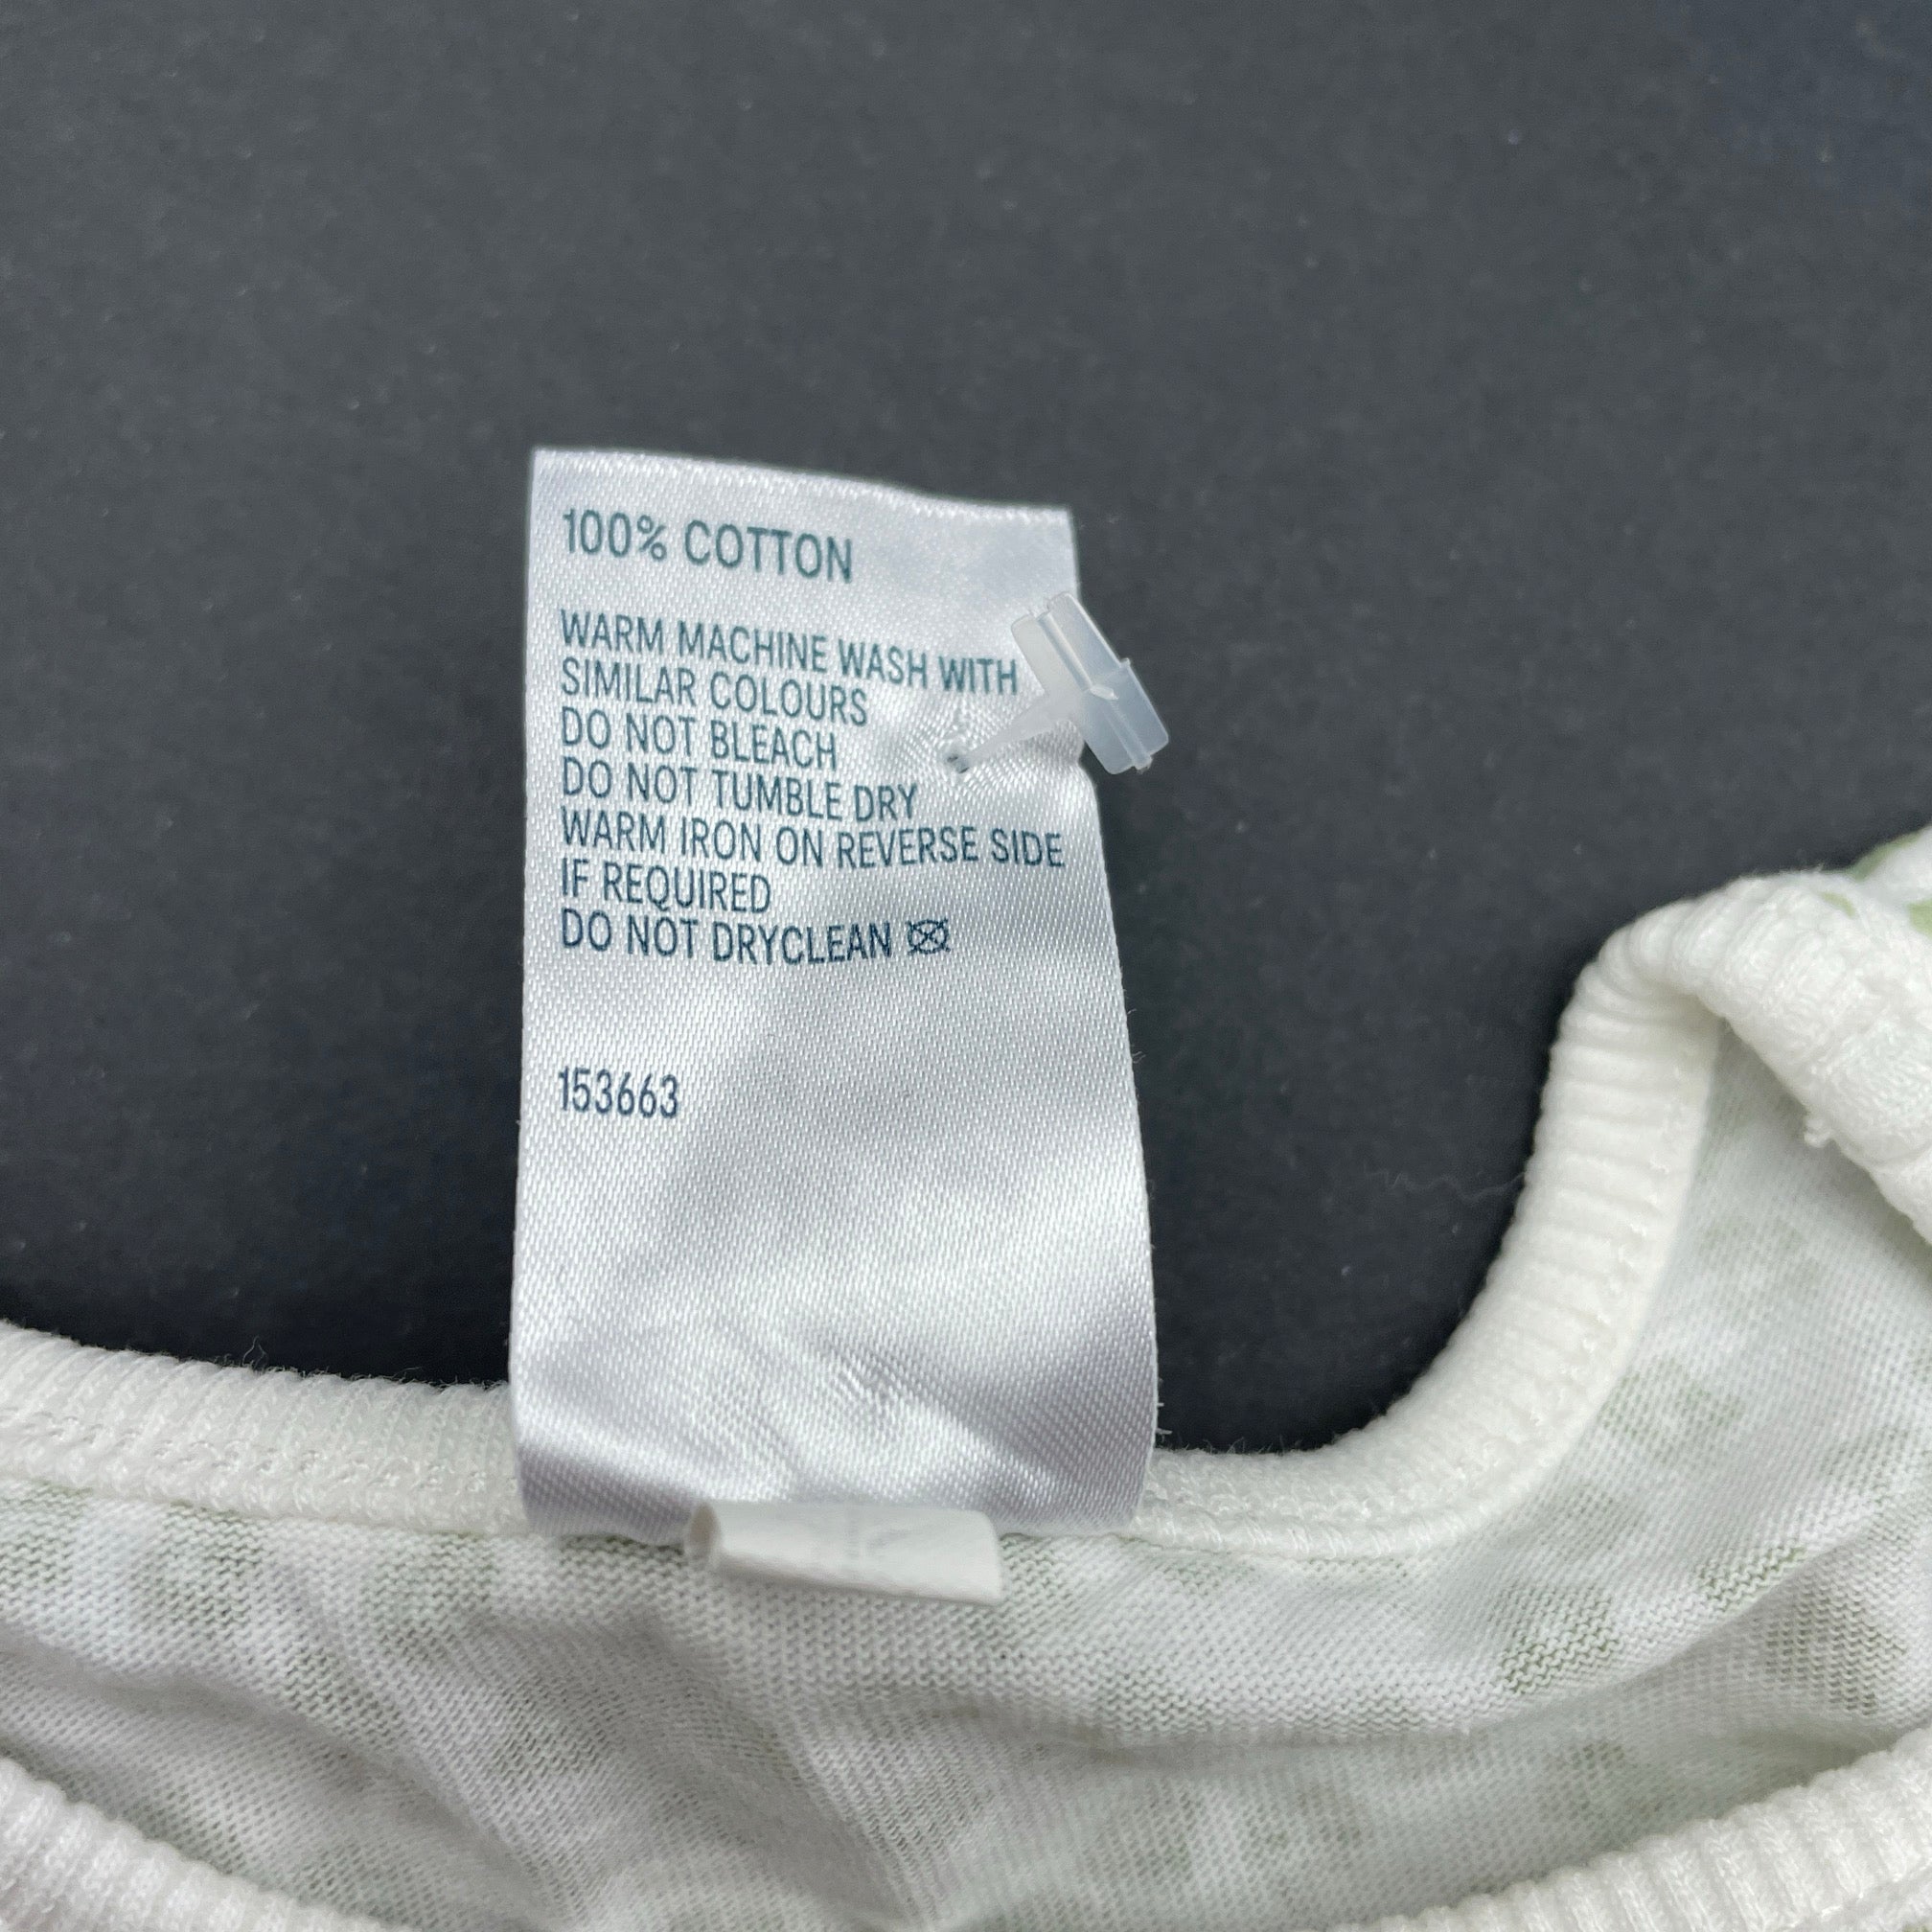 100% COTTON
WARM MACHINE WASH WITH
SIMILAR COLOURS
DO NOT BLEACH
DO NOT TUMBLE DRY
WARM IRON ON REVERSE SIDE
IF REQUIRED
DO NOT DRYCLEAN
153663